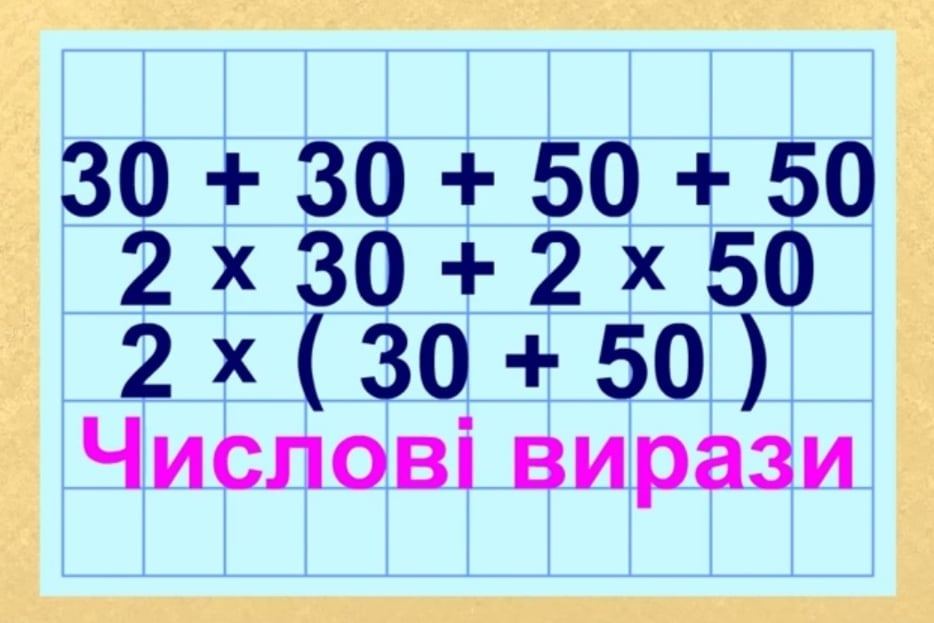 30 + 30 + 50 + 50
2 x 30 + 2 x 50
2 x ( 30 + 50 )
Числові вирази